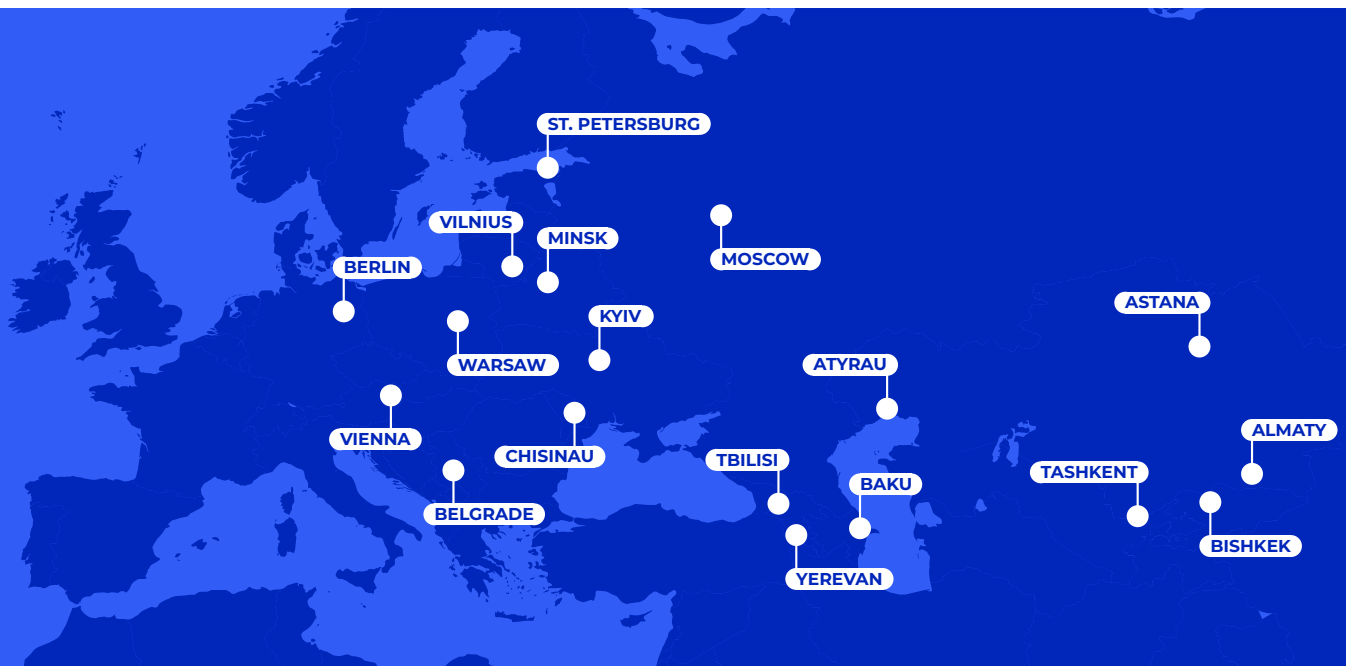 ST. PETERSBURG
VILNIUS
MINSK
MOSCOW
BERLIN
ASTANA
KYIV
WARSAW
ATYRAU
ALMATY
VIENNA
CHISINAU
TBILISI
TASHKENT
BAKU
BELGRADE
BISHKEK
YEREVAN